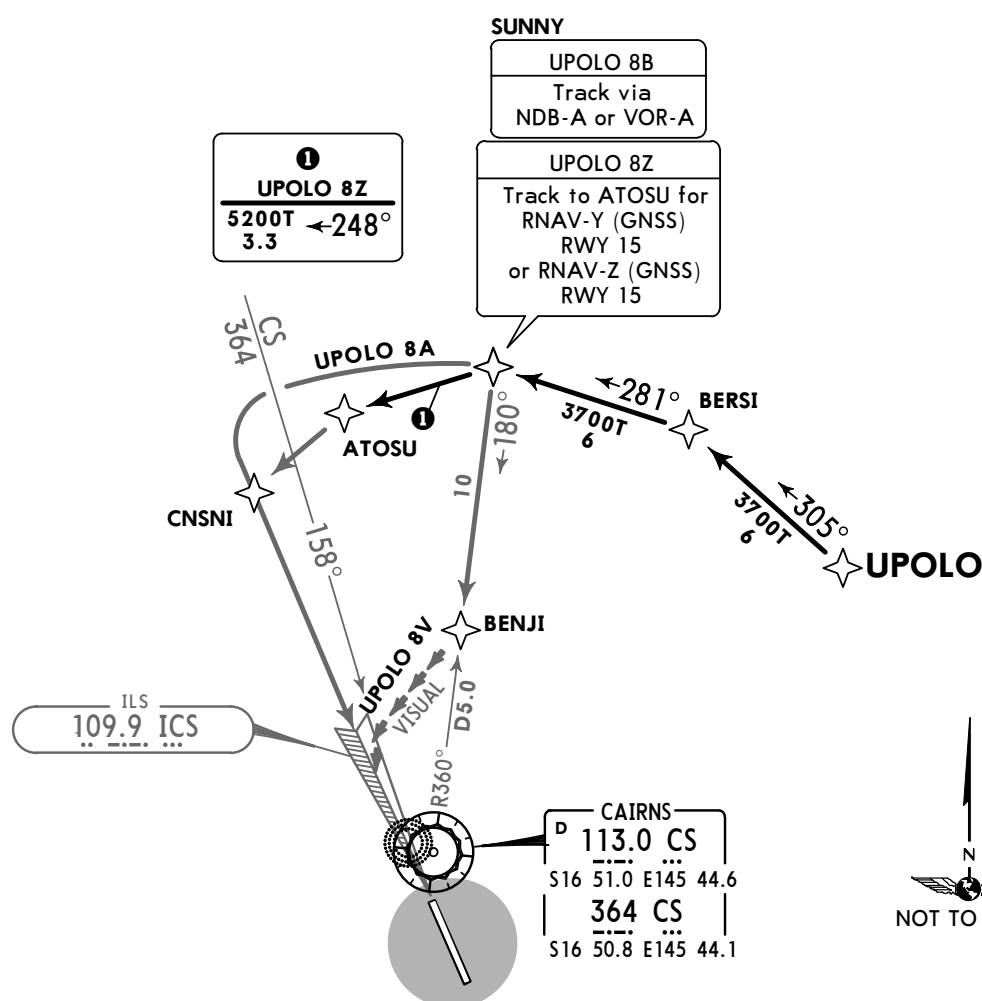 SUNNY
UPOLO 8B
Track via
NDB-A or VOR-A
UPOLO 8Z
Track to ATOSU for
RNAV-Y (GNSS)
RWY 15
or RNAV-Z (GNSS)
RWY 15
1
UPOLO 8Z
5200T
3.3
248°
CS
364
UPOLO 8A
1
281°
3700T
6
BERSI
ATOSU
180°
10
305°
3700T
6
UPOLO
CNSNI
158°
BENJI
UPOLO 8V
VISUAL
D5.0
R360°
ILS
109.9 ICS
CAIRNS
D
113.0 CS
S16 51.0 E145 44.6
364 CS
S16 50.8 E145 44.1
N
NOT TO